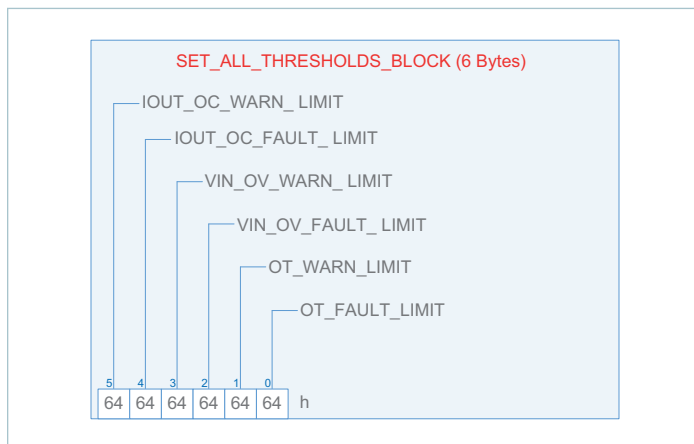 SET_ALL_THRESHOLDS_BLOCK (6 Bytes)
IOUT_OC_WARN_ LIMIT
IOUT_OC_FAULT_ LIMIT
VIN_OV_WARN_ LIMIT
VIN_OV_FAULT_ LIMIT
OT_WARN_LIMIT
OT_FAULT_LIMIT
5 4 3 2 1 0
64 64 64 64 64 64 h